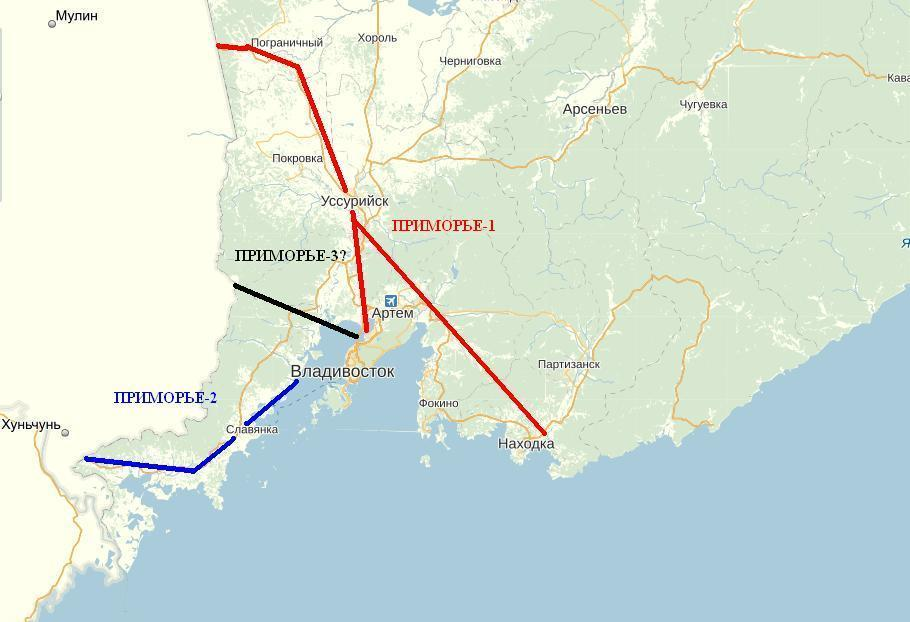 Мулин
Пограничный
Хороль
Черниговка
Арсеньев
Чугуевка
Кава
Покровка
Уссурийск
ПРИМОРЬЕ-1
Я
ПРИМОРЬЕ-3?
Артем
Владивосток
Партизанск
ПРИМОРЬЕ-2
Фокино
Хуньчунь
Славянка
Находка